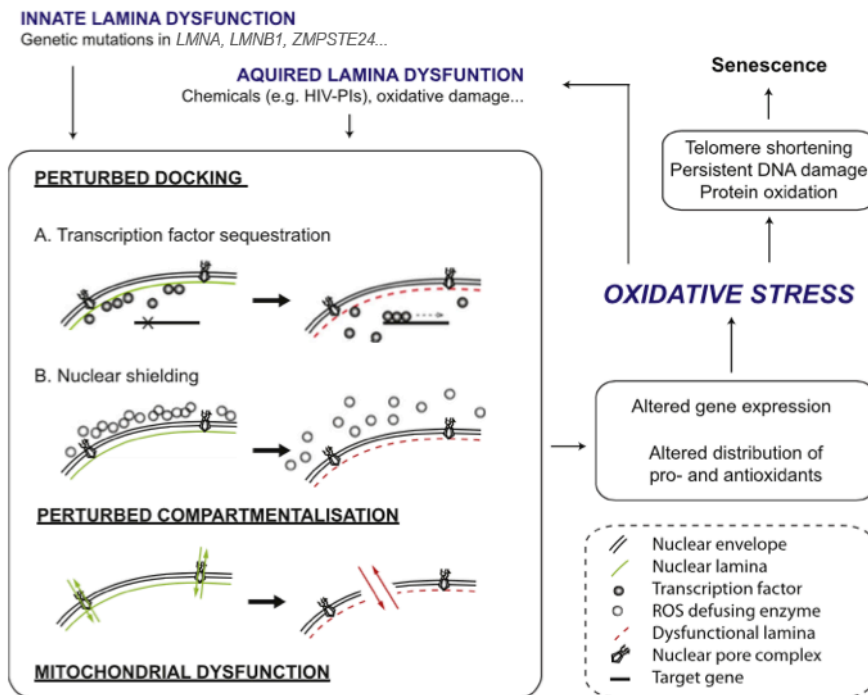 INNATE LAMINA DYSFUNCTION
Genetic mutations in LMNA, LMNB1, ZMPSTE24...
AQUIRED LAMINA DYSFUNTION
Chemicals (e.g. HIV-PIs), oxidative damage...
Senescence
Telomere shortening
Persistent DNA damage
Protein oxidation
OXIDATIVE STRESS
PERTURBED DOCKING
A. Transcription factor sequestration
B. Nuclear shielding
Altered gene expression
Altered distribution of
pro- and antioxidants
PERTURBED COMPARTMENTALISATION
MITOCHONDRIAL DYSFUNCTION
Nuclear envelope
Nuclear lamina
Transcription factor
ROS defusing enzyme
Dysfunctional lamina
Nuclear pore complex
Target gene